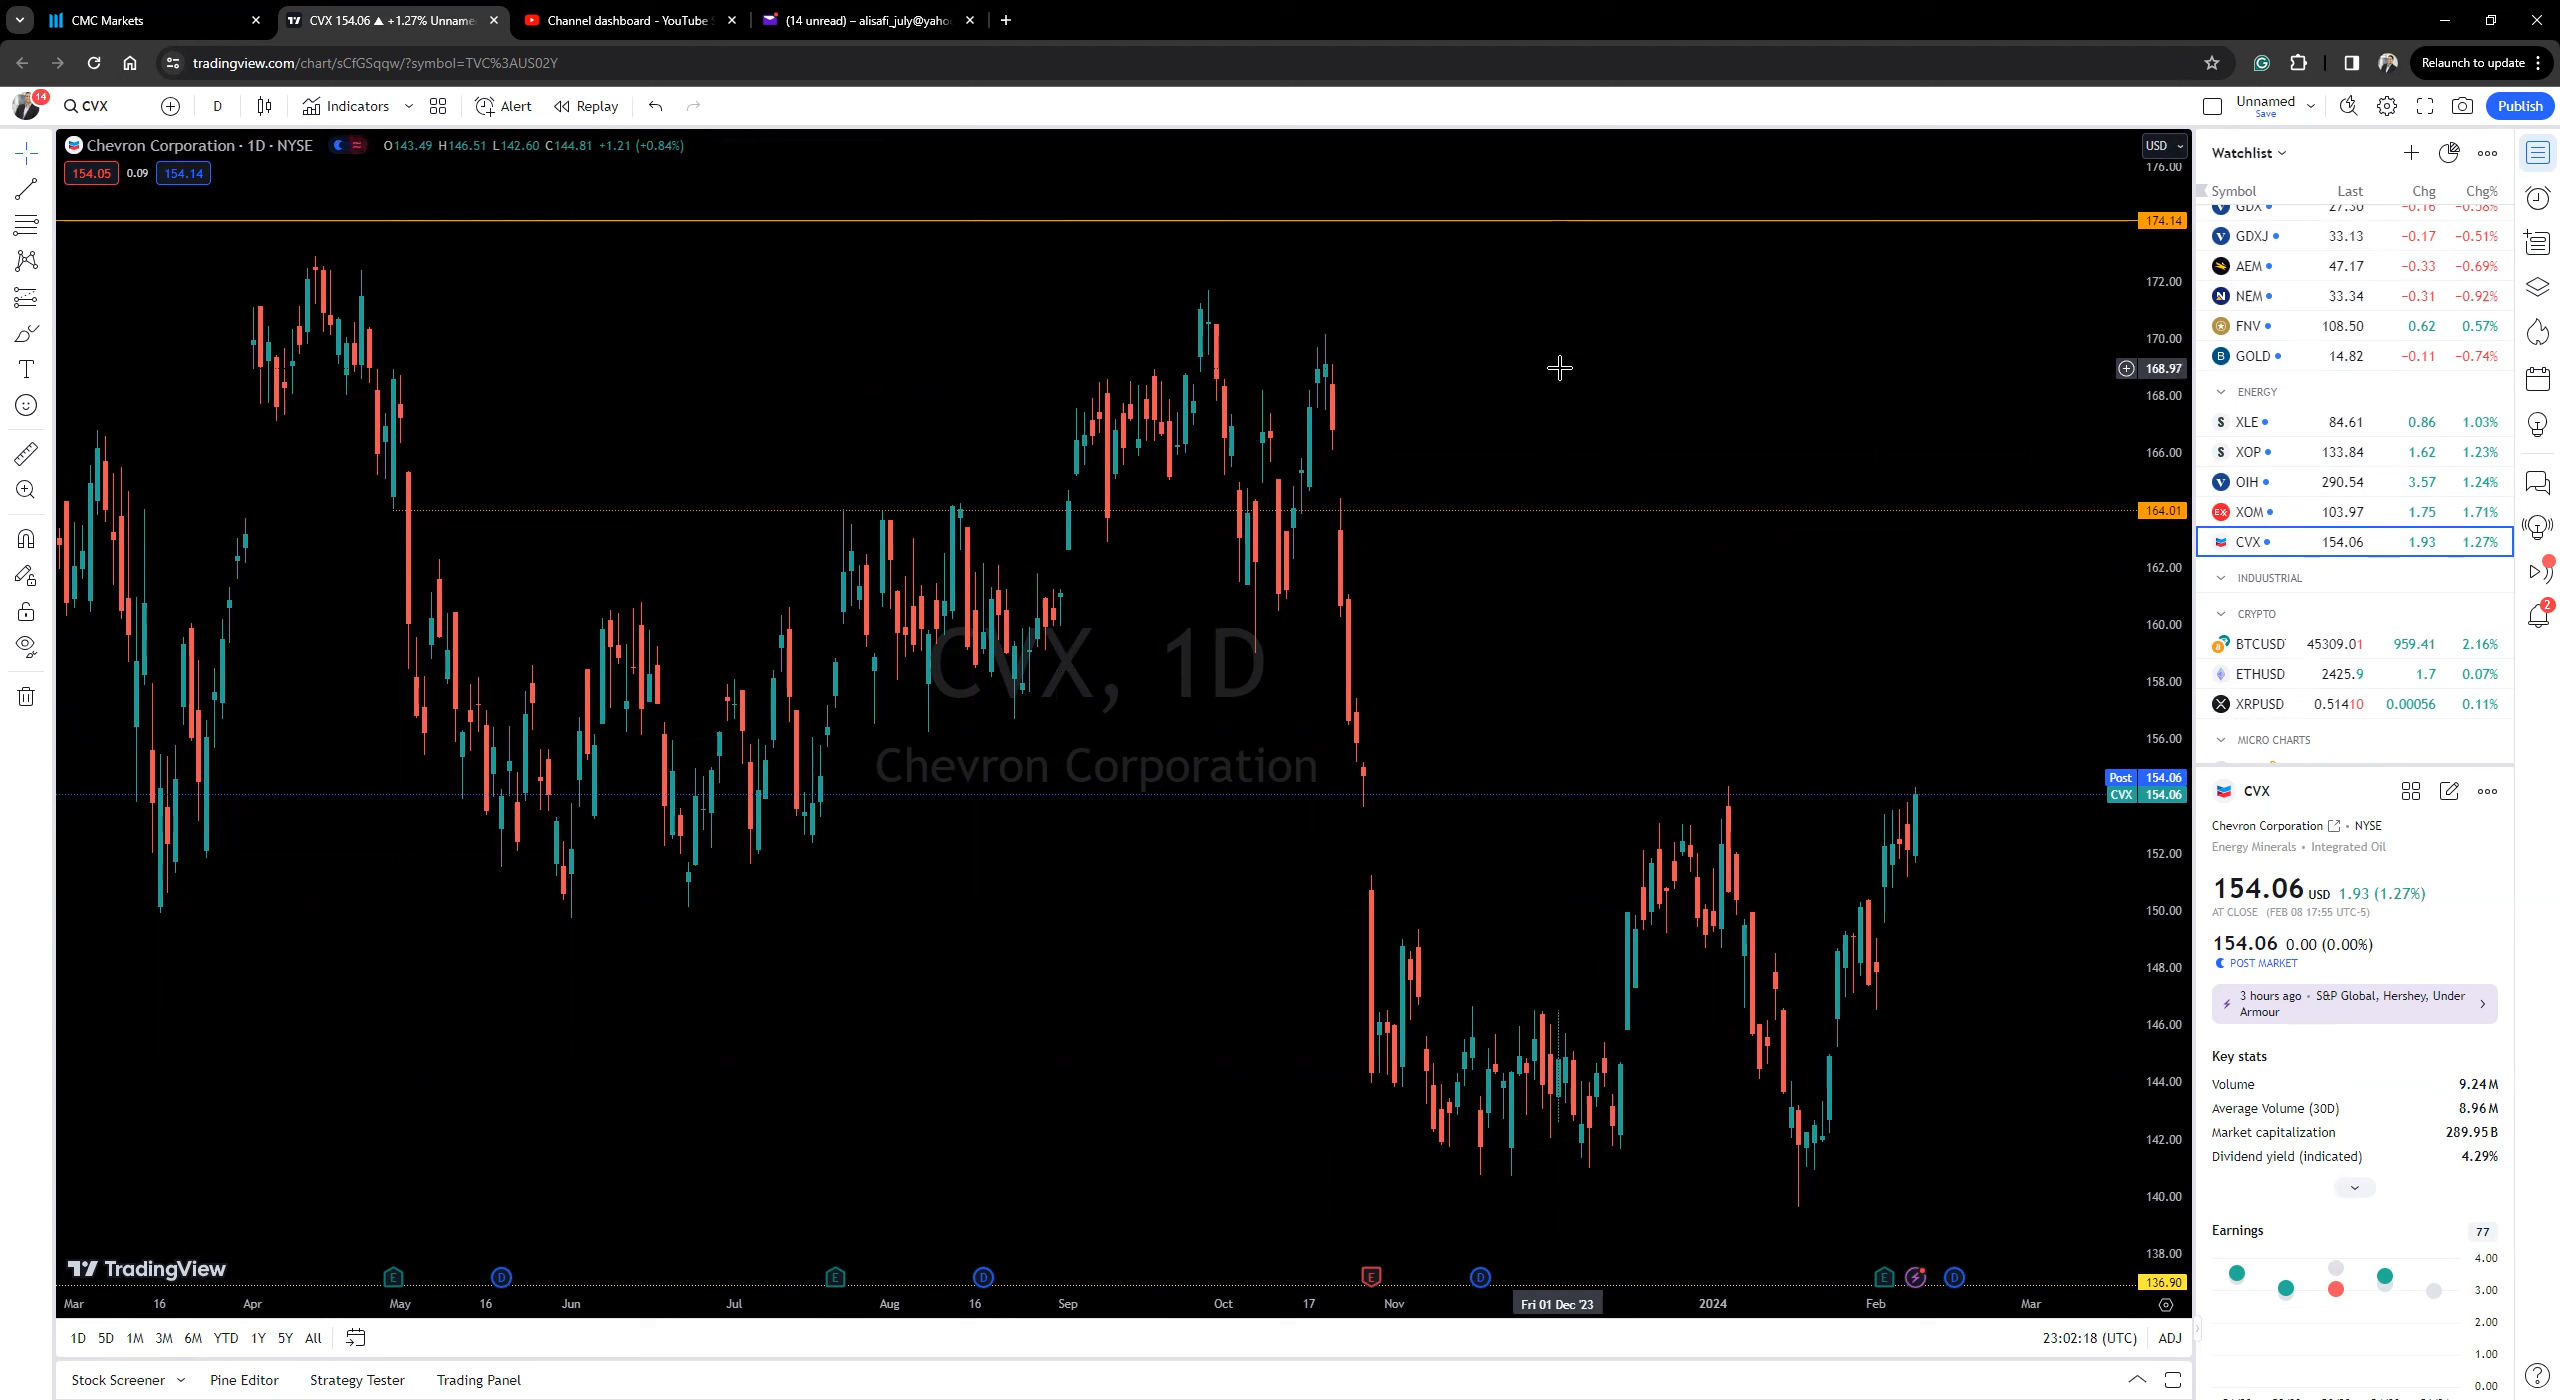 CMC Markets
CVX 154.06 ▲ +1.27% Unname
Channel dashboard - YouTube
(14 unread) – alisafi_july@yaho
tradingview.com/chart/sCfGSqqw/?symbol=TVC%3AUS02Y
Relaunch to update
14
CVX
D
Indicators
Alert
Replay
Unnamed
Save
Publish
Chevron Corporation · 1D · NYSE
O143.49 H146.51 L142.60 C144.81 +1.21 (+0.84%)
154.05 0.09 154.14
USD
176.00
174.14
172.00
170.00
168.97
168.00
166.00
164.01
162.00
160.00
158.00
156.00
Post 154.06
CVX 154.06
152.00
150.00
148.00
146.00
144.00
142.00
140.00
138.00
136.90
CVX, 1D
Chevron Corporation
TradingView
E D E D E D E D
Mar 16 Apr May 16 Jun Jul Aug 16 Sep Oct 17 Nov Fri 01 Dec '23 2024 Feb Mar
1D 5D 1M 3M 6M YTD 1Y 5Y All
23:02:18 (UTC) ADJ
Stock Screener Pine Editor Strategy Tester Trading Panel
Watchlist
Symbol Last Chg Chg%
GDX 27.30 −0.16 −0.58%
GDXJ 33.13 −0.17 −0.51%
AEM 47.17 −0.33 −0.69%
NEM 33.34 −0.31 −0.92%
FNV 108.50 0.62 0.57%
GOLD 14.82 −0.11 −0.74%
ENERGY
XLE 84.61 0.86 1.03%
XOP 133.84 1.62 1.23%
OIH 290.54 3.57 1.24%
XOM 103.97 1.75 1.71%
CVX 154.06 1.93 1.27%
INDUUSTRIAL
CRYPTO
BTCUSD 45309.01 959.41 2.16%
ETHUSD 2425.9 1.7 0.07%
XRPUSD 0.51410 0.00056 0.11%
MICRO CHARTS
2
CVX
Chevron Corporation • NYSE
Energy Minerals • Integrated Oil
154.06 USD 1.93 (1.27%)
AT CLOSE (FEB 08 17:55 UTC-5)
154.06 0.00 (0.00%)
POST MARKET
3 hours ago • S&P Global, Hershey, Under
Armour
Key stats
Volume 9.24M
Average Volume (30D) 8.96M
Market capitalization 289.95B
Dividend yield (indicated) 4.29%
Earnings 77
4.00
3.00
2.00
1.00
0.00